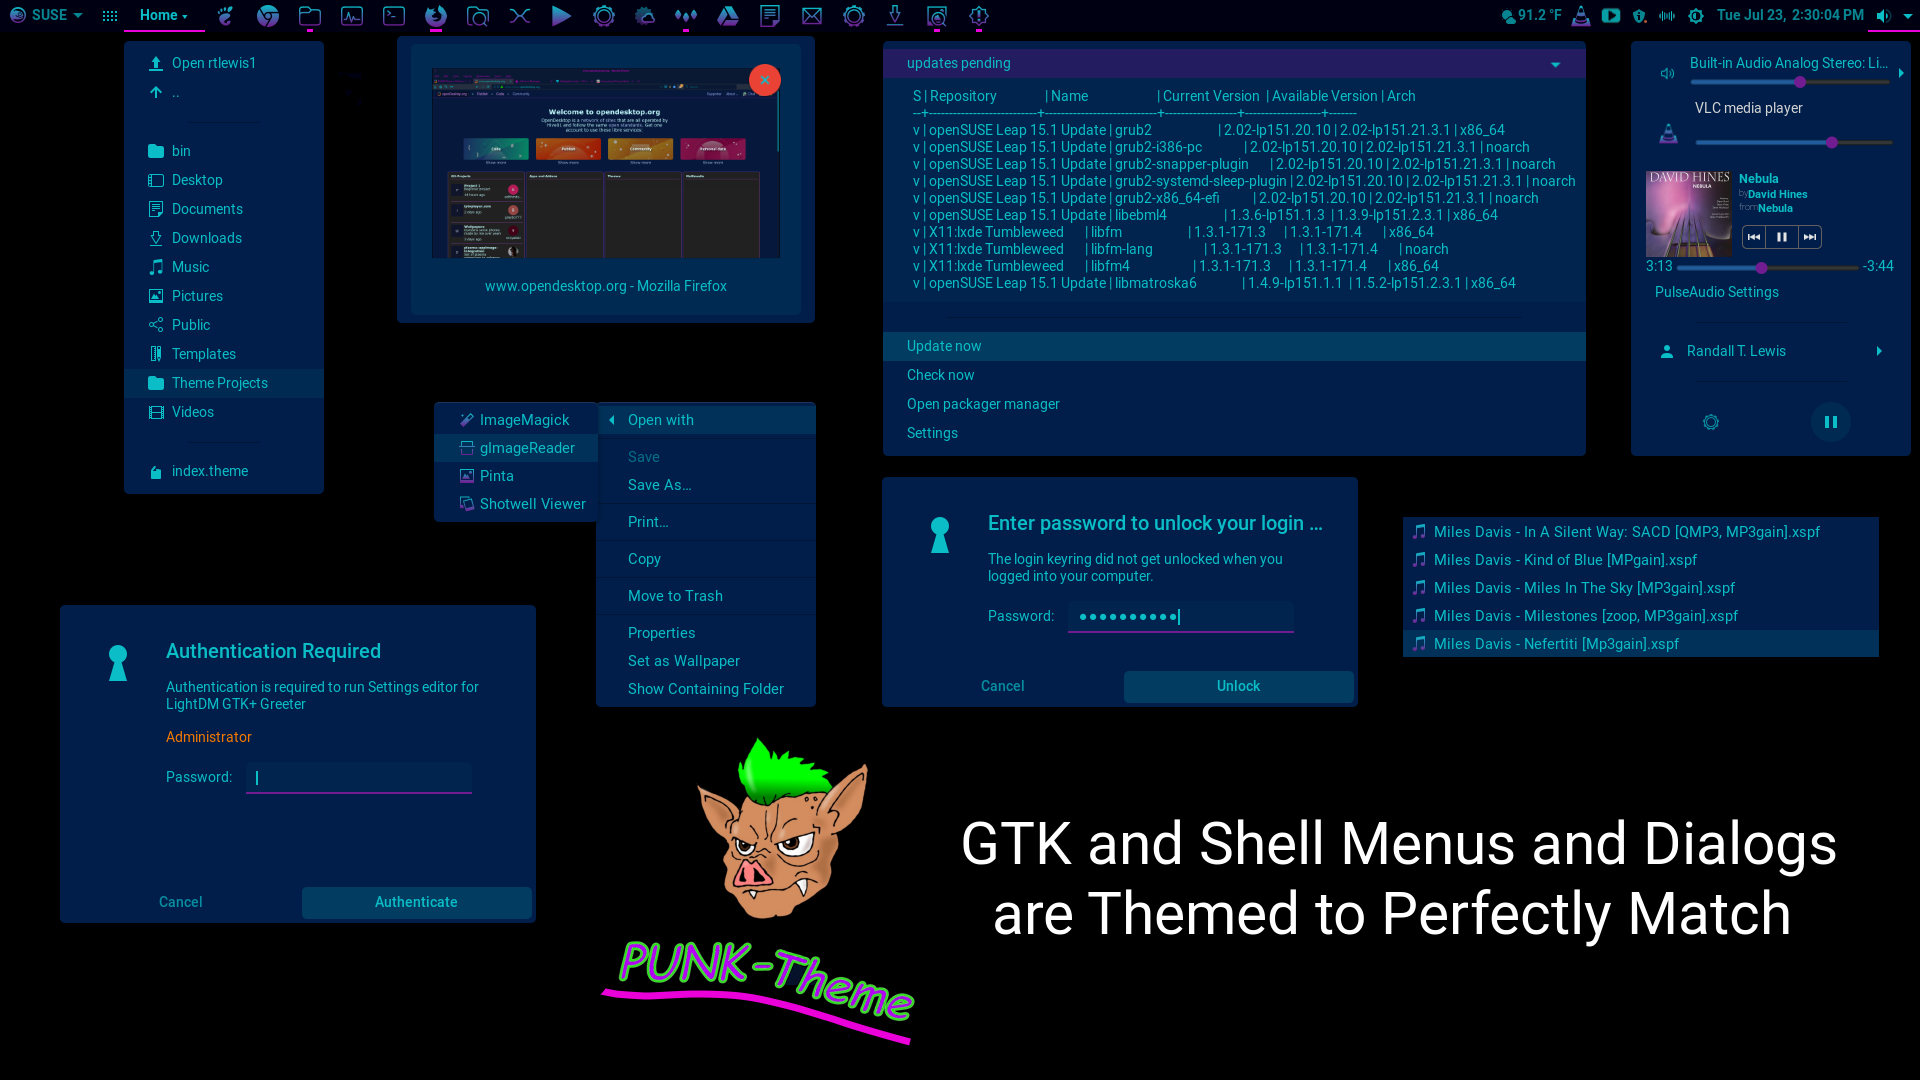 SUSE
Home
91.2 °F
Tue Jul 23, 2:30:04 PM
Open rtlewis1
..
bin
Desktop
Documents
Downloads
Music
Pictures
Public
Templates
Theme Projects
Videos
index.theme
Welcome to opendesktop.org
www.opendesktop.org - Mozilla Firefox
updates pending
S | Repository | Name | Current Version | Available Version | Arch
--+---------------------------+----------------------------+------------------+-------------------+-------
v | openSUSE Leap 15.1 Update | grub2 | 2.02-lp151.20.10 | 2.02-lp151.21.3.1 | x86_64
v | openSUSE Leap 15.1 Update | grub2-i386-pc | 2.02-lp151.20.10 | 2.02-lp151.21.3.1 | noarch
v | openSUSE Leap 15.1 Update | grub2-snapper-plugin | 2.02-lp151.20.10 | 2.02-lp151.21.3.1 | noarch
v | openSUSE Leap 15.1 Update | grub2-systemd-sleep-plugin | 2.02-lp151.20.10 | 2.02-lp151.21.3.1 | noarch
v | openSUSE Leap 15.1 Update | grub2-x86_64-efi | 2.02-lp151.20.10 | 2.02-lp151.21.3.1 | noarch
v | openSUSE Leap 15.1 Update | libebml4 | 1.3.6-lp151.1.3 | 1.3.9-lp151.2.3.1 | x86_64
v | X11:lxde Tumbleweed | libfm | 1.3.1-171.3 | 1.3.1-171.4 | x86_64
v | X11:lxde Tumbleweed | libfm-lang | 1.3.1-171.3 | 1.3.1-171.4 | noarch
v | X11:lxde Tumbleweed | libfm4 | 1.3.1-171.3 | 1.3.1-171.4 | x86_64
v | openSUSE Leap 15.1 Update | libmatroska6 | 1.4.9-lp151.1.1 | 1.5.2-lp151.2.3.1 | x86_64
Update now
Check now
Open packager manager
Settings
Built-in Audio Analog Stereo: Li...
VLC media player
DAVID HINES
NEBULA
Nebula
by David Hines
from Nebula
3:13
-3:44
PulseAudio Settings
Randall T. Lewis
ImageMagick
gImageReader
Pinta
Shotwell Viewer
Open with
Save
Save As...
Print...
Copy
Move to Trash
Properties
Set as Wallpaper
Show Containing Folder
Enter password to unlock your login ...
The login keyring did not get unlocked when you
logged into your computer.
Password: ●●●●●●●●●●
Cancel
Unlock
Miles Davis - In A Silent Way: SACD [QMP3, MP3gain].xspf
Miles Davis - Kind of Blue [MPgain].xspf
Miles Davis - Miles In The Sky [MP3gain].xspf
Miles Davis - Milestones [zoop, MP3gain].xspf
Miles Davis - Nefertiti [Mp3gain].xspf
Authentication Required
Authentication is required to run Settings editor for
LightDM GTK+ Greeter
Administrator
Password:
Cancel
Authenticate
PUNK-Theme
GTK and Shell Menus and Dialogs
are Themed to Perfectly Match